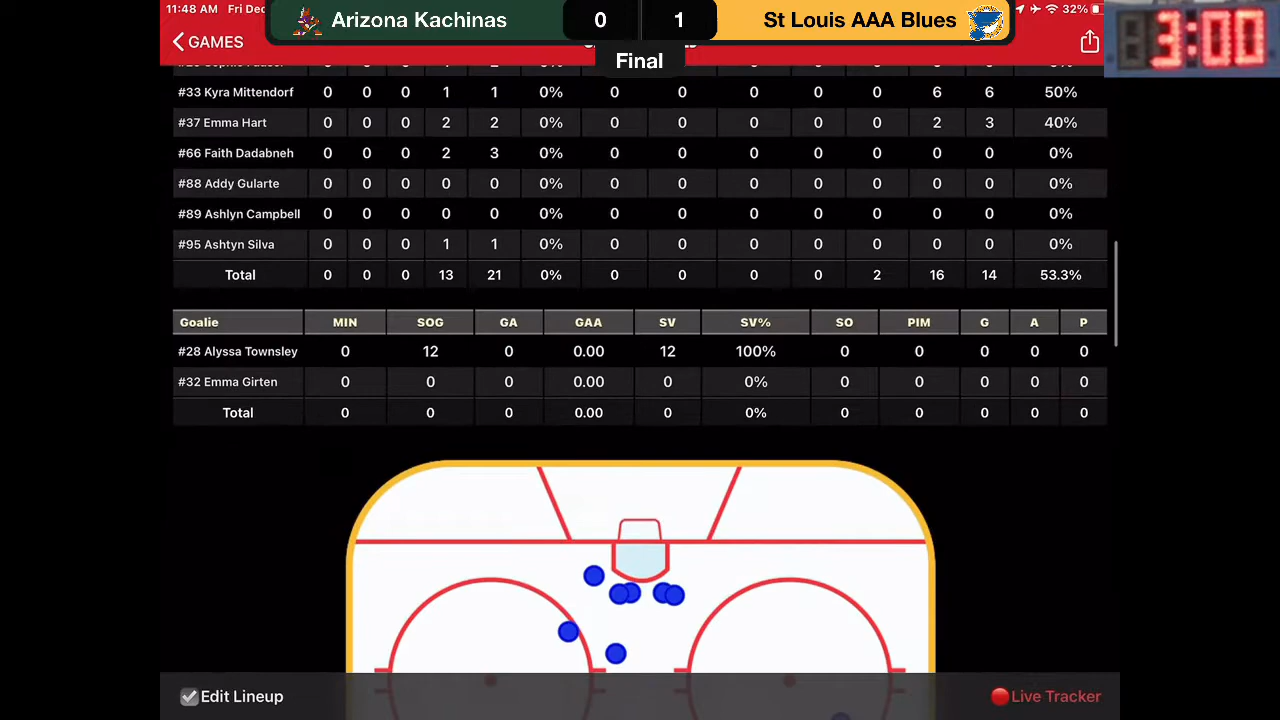 11:48 AM Fri Dec
Arizona Kachinas 0 1 St Louis AAA Blues
32%
3:00
GAMES
Final
#33 Kyra Mittendorf 0 0 0 1 1 0% 0 0 0 0 0 6 6 50%
#37 Emma Hart 0 0 0 2 2 0% 0 0 0 0 0 2 3 40%
#66 Faith Dadabneh 0 0 0 2 3 0% 0 0 0 0 0 0 0 0%
#88 Addy Gularte 0 0 0 0 0 0% 0 0 0 0 0 0 0 0%
#89 Ashlyn Campbell 0 0 0 0 0 0% 0 0 0 0 0 0 0 0%
#95 Ashtyn Silva 0 0 0 1 1 0% 0 0 0 0 0 0 0 0%
Total 0 0 0 13 21 0% 0 0 0 0 2 16 14 53.3%
Goalie MIN SOG GA GAA SV SV% SO PIM G A P
#28 Alyssa Townsley 0 12 0 0.00 12 100% 0 0 0 0 0
#32 Emma Girten 0 0 0 0.00 0 0% 0 0 0 0 0
Total 0 0 0 0.00 0 0% 0 0 0 0 0
Edit Lineup
Live Tracker